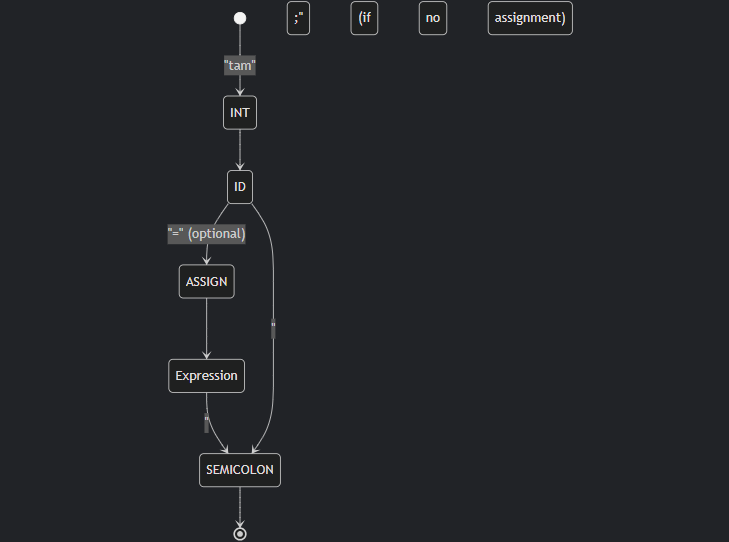 ;"
(if
no
assignment)
"tam"
INT
ID
"=" (optional)
ASSIGN
"
Expression
"
SEMICOLON